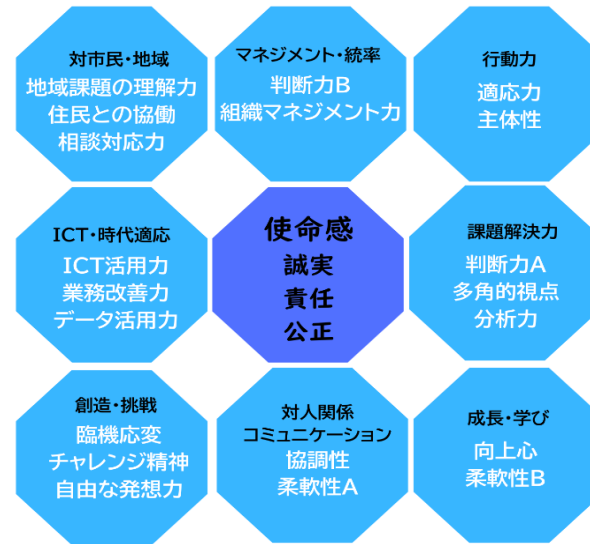 対市民・地域
地域課題の理解力
住民との協働
相談対応力
マネジメント・統率
判断力B
組織マネジメント力
行動力
適応力
主体性
ICT・時代適応
ICT活用力
業務改善力
データ活用力
使命感
誠実
責任
公正
課題解決力
判断力A
多角的視点
分析力
創造・挑戦
臨機応変
チャレンジ精神
自由な発想力
対人関係
コミュニケーション
協調性
柔軟性A
成長・学び
向上心
柔軟性B